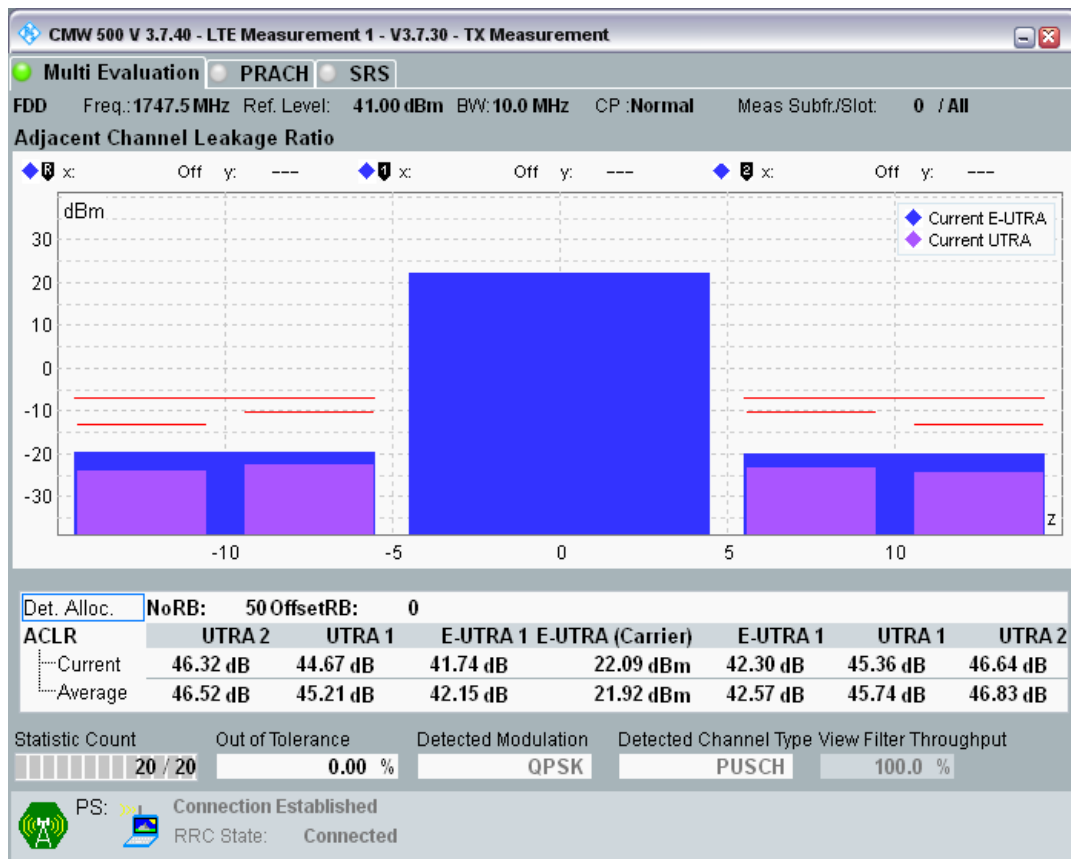 CMW 500 V 3.7.40 - LTE Measurement 1 - V3.7.30 - TX Measurement
Multi Evaluation PRACH SRS
FDD Freq.:1747.5 MHz Ref. Level: 41.00 dBm BW:10.0 MHz CP :Normal Meas Subfr./Slot: 0 / All
Adjacent Channel Leakage Ratio
R x: Off y: --- 1 x: Off y: --- 2 x: Off y: ---
dBm
Current E-UTRA
Current UTRA
30
20
10
0
-10
-20
-30
z
-10 -5 0 5 10
Det. Alloc. NoRB: 50 OffsetRB: 0
ACLR UTRA 2 UTRA 1 E-UTRA 1 E-UTRA (Carrier) E-UTRA 1 UTRA 1 UTRA 2
Current 46.32 dB 44.67 dB 41.74 dB 22.09 dBm 42.30 dB 45.36 dB 46.64 dB
Average 46.52 dB 45.21 dB 42.15 dB 21.92 dBm 42.57 dB 45.74 dB 46.83 dB
Statistic Count Out of Tolerance Detected Modulation Detected Channel Type View Filter Throughput
20 / 20 0.00 % QPSK PUSCH 100.0 %
PS: Connection Established
RRC State: Connected